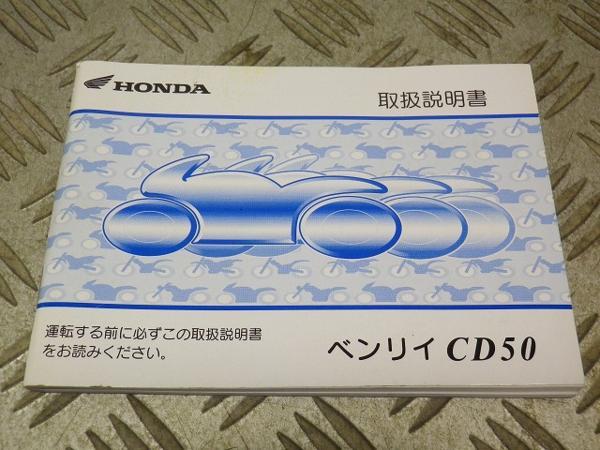 HONDA
取扱説明書
運転する前に必ずこの取扱説明書
をお読みください。
ベンリイ CD50